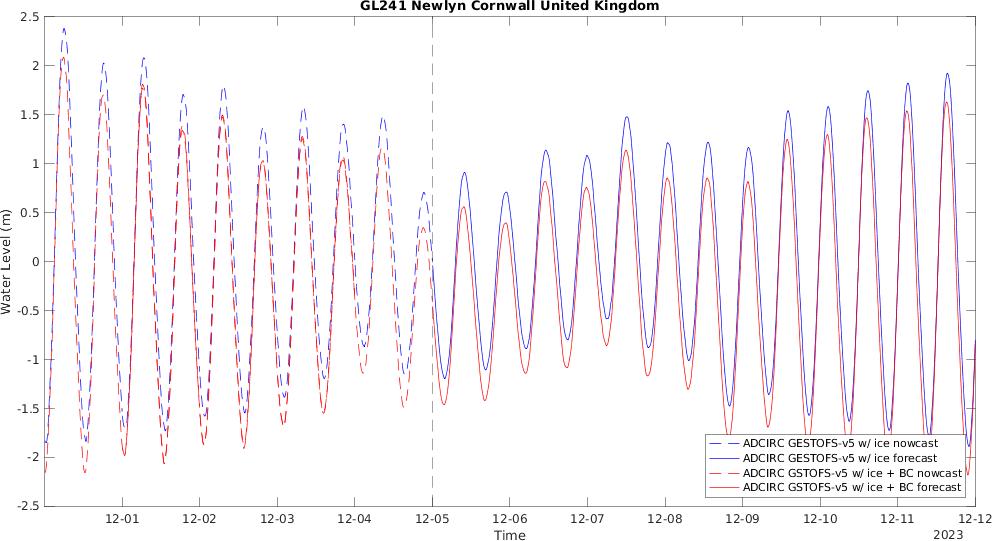 GL241 Newlyn Cornwall United Kingdom
2.5
2
1.5
1
0.5
0
-0.5
-1
-1.5
-2
-2.5
Water Level (m)
ADCIRC GESTOFS-v5 w/ ice nowcast
ADCIRC GESTOFS-v5 w/ ice forecast
ADCIRC GSTOFS-v5 w/ ice + BC nowcast
ADCIRC GSTOFS-v5 w/ ice + BC forecast
12-01 12-02 12-03 12-04 12-05 12-06 12-07 12-08 12-09 12-10 12-11 12-12
Time
2023